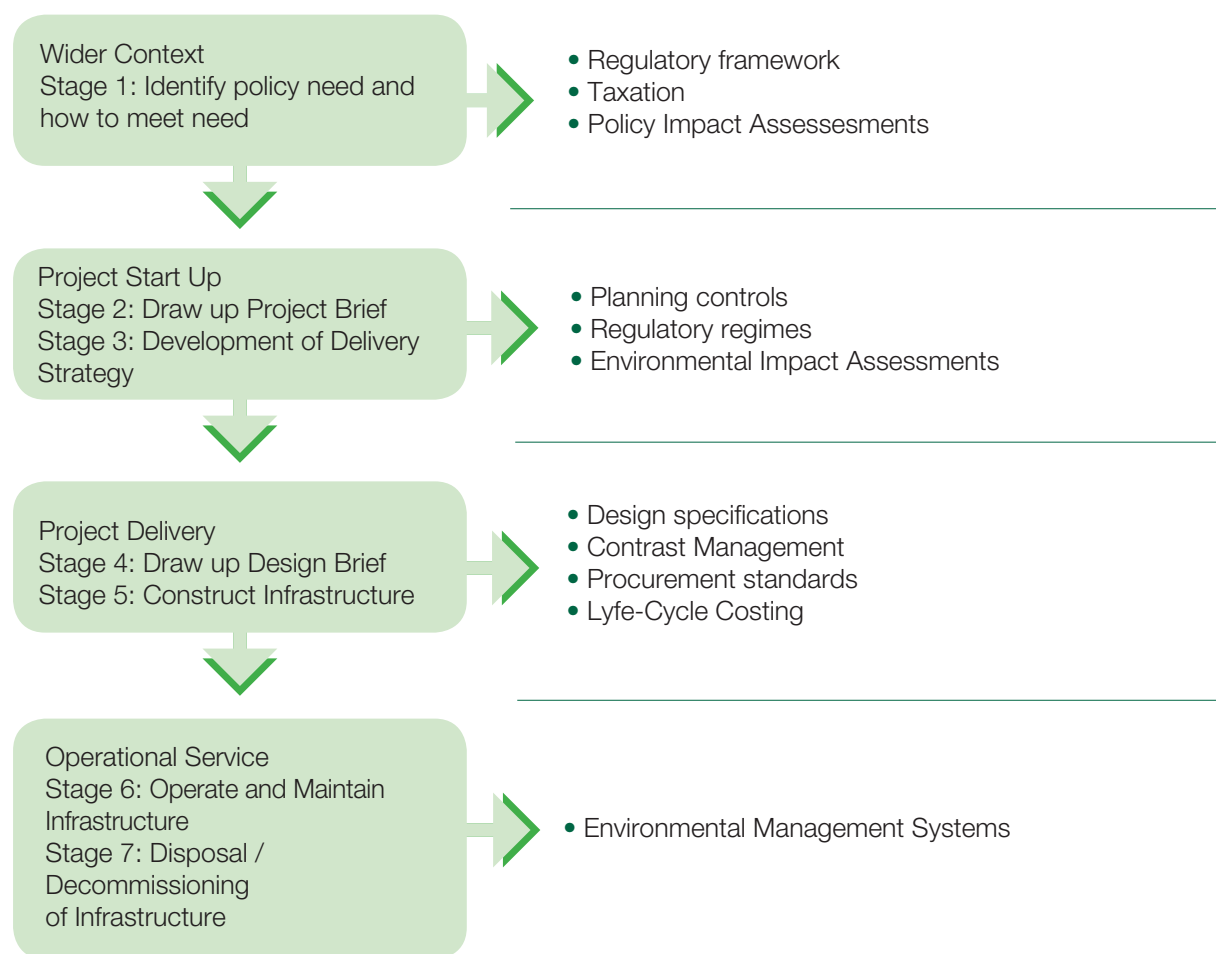 Wider Context
Stage 1: Identify policy need and
how to meet need
• Regulatory framework
• Taxation
• Policy Impact Assessesments
Project Start Up
Stage 2: Draw up Project Brief
Stage 3: Development of Delivery
Strategy
• Planning controls
• Regulatory regimes
• Environmental Impact Assessments
Project Delivery
Stage 4: Draw up Design Brief
Stage 5: Construct Infrastructure
• Design specifications
• Contrast Management
• Procurement standards
• Lyfe-Cycle Costing
Operational Service
Stage 6: Operate and Maintain
Infrastructure
Stage 7: Disposal /
Decommissioning
of Infrastructure
• Environmental Management Systems